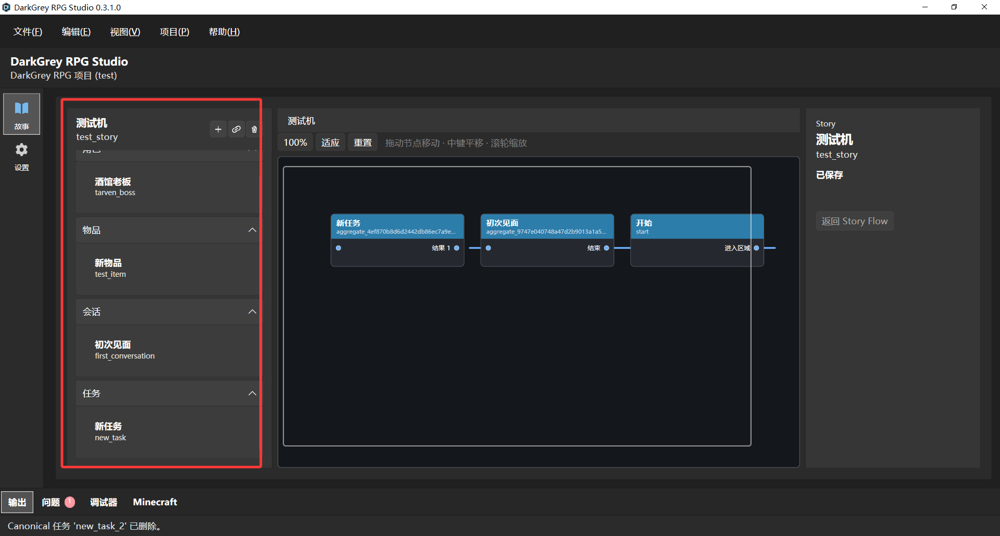 DarkGrey RPG Studio 0.3.1.0
文件(F) 编辑(E) 视图(V) 项目(P) 帮助(H)
DarkGrey RPG Studio
DarkGrey RPG 项目 (test)
故事
设置
测试机
test_story
角色
酒馆老板
tarven_boss
物品
新物品
test_item
会话
初次见面
first_conversation
任务
新任务
new_task
测试机
100% 适应 重置 拖动节点移动 · 中键平移 · 滚轮缩放
新任务
aggregate_4ef870b8d6d2442db86ec7a9e...
结果 1
初次见面
aggregate_9747e040748a47d2b9013a1a5...
结束
开始
start
进入区域
Story
测试机
test_story
已保存
返回 Story Flow
输出 问题 1 调试器 Minecraft
Canonical 任务 'new_task_2' 已删除。